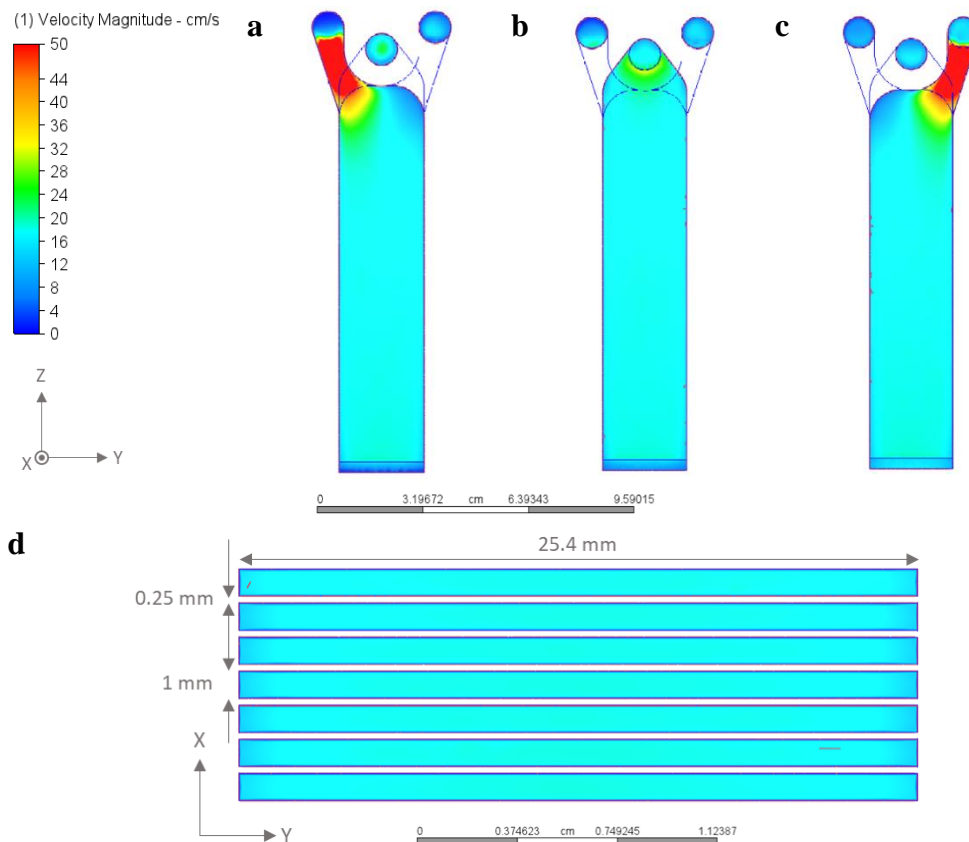 (1) Velocity Magnitude - cm/s
50
44
38
32
28
24
20
16
12
8
4
0
a
b
c
Z
X
Y
0 3.19672 cm 6.39343 9.59015
d
25.4 mm
0.25 mm
1 mm
X
Y
0 0.374623 cm 0.749245 1.12387